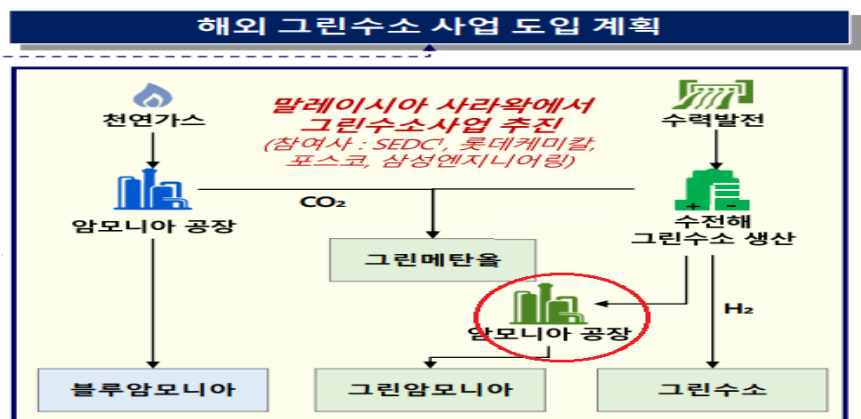 해외 그린수소 사업 도입 계획
천연가스
말레이시아 사라왁에서
그린수소사업 추진
(참여사 : SEDC¹, 롯데케미칼,
포스코, 삼성엔지니어링)
수력발전
암모니아 공장
CO₂
+ -
수전해
그린수소 생산
그린메탄올
암모니아 공장
H₂
블루암모니아
그린암모니아
그린수소